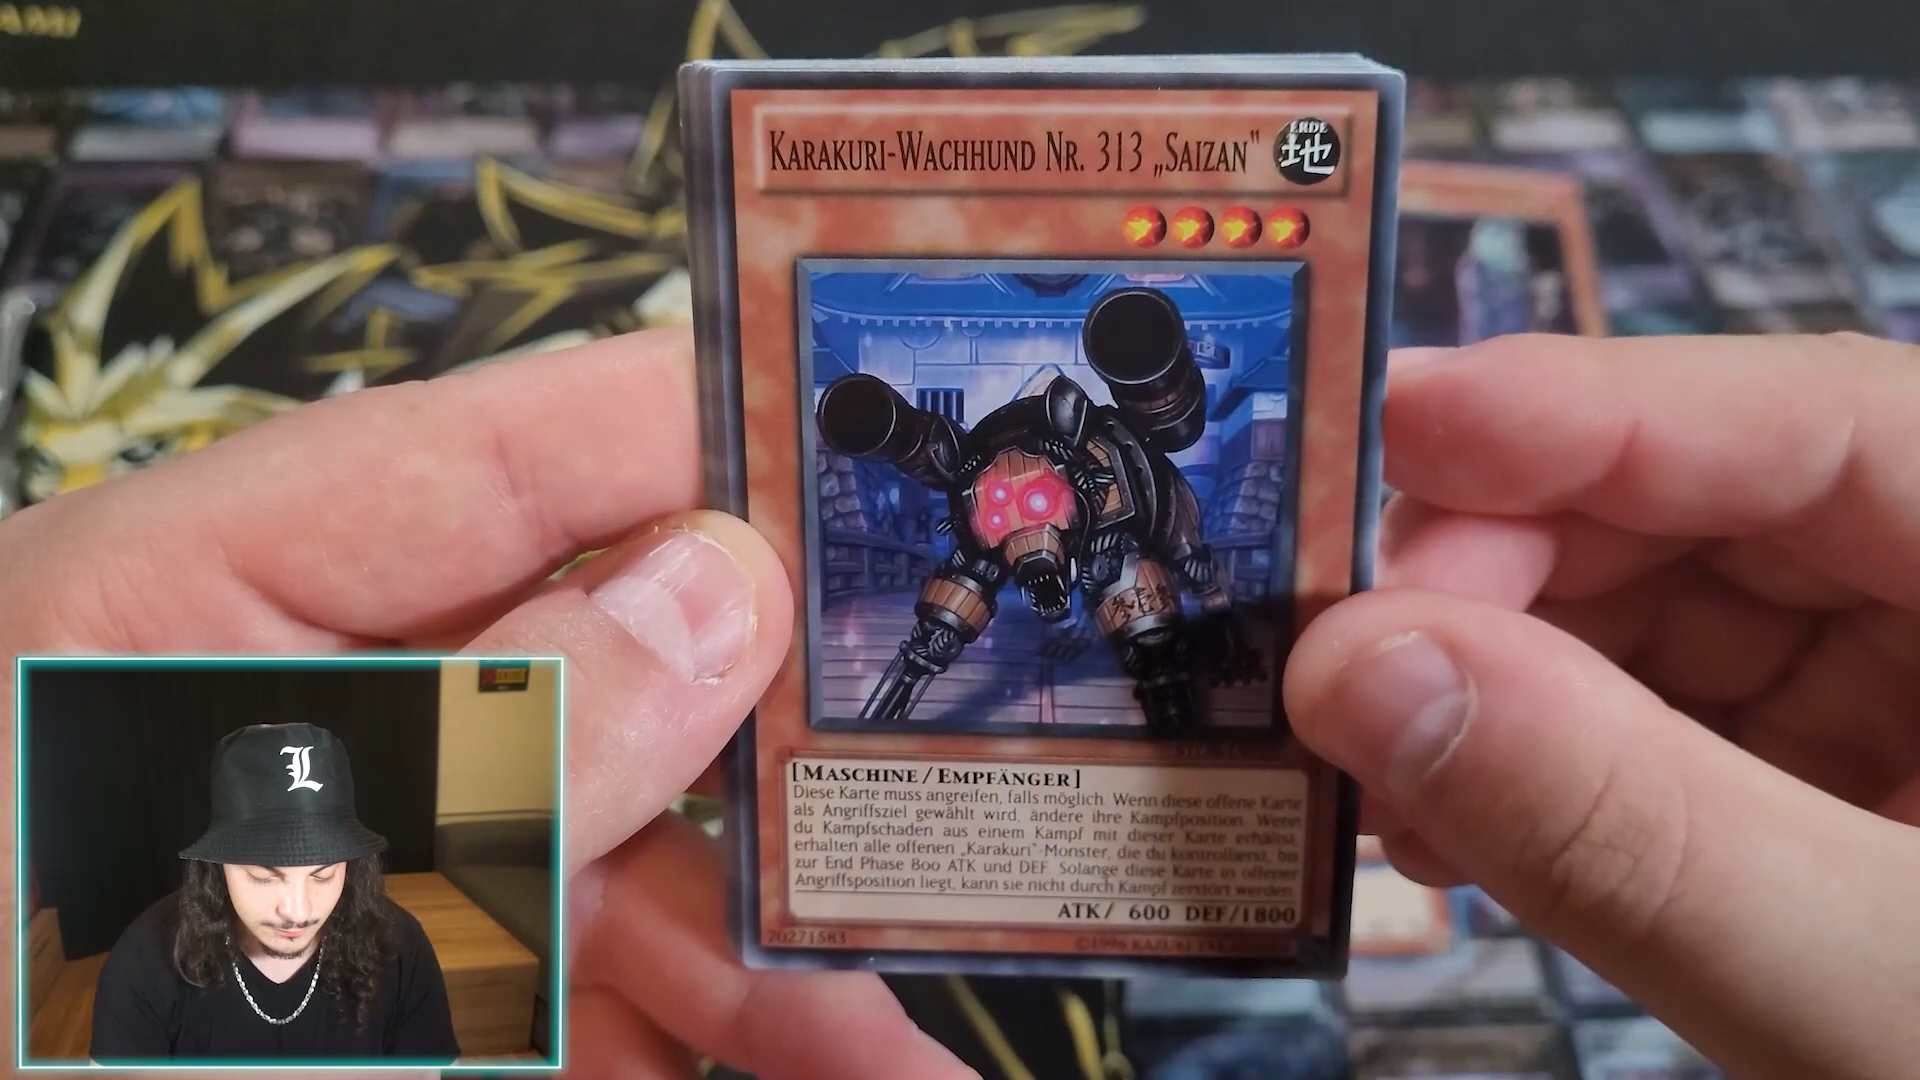 AMI
KARAKURI-WACHHUND NR. 313 „SAIZAN"
ERDE
地
[MASCHINE/EMPFÄNGER]
Diese Karte muss angreifen, falls möglich. Wenn diese offene Karte
als Angriffsziel gewählt wird, ändere ihre Kampfposition. Wenn
du Kampfschaden aus einem Kampf mit dieser Karte erhältst,
erhalten alle offenen „Karakuri"-Monster, die du kontrollierst, bis
zur End Phase 800 ATK und DEF. Solange diese Karte in offener
Angriffsposition liegt, kann sie nicht durch Kampf zerstört werden.
ATK/ 600 DEF/1800
70271583
©1996 KAZUKI
L